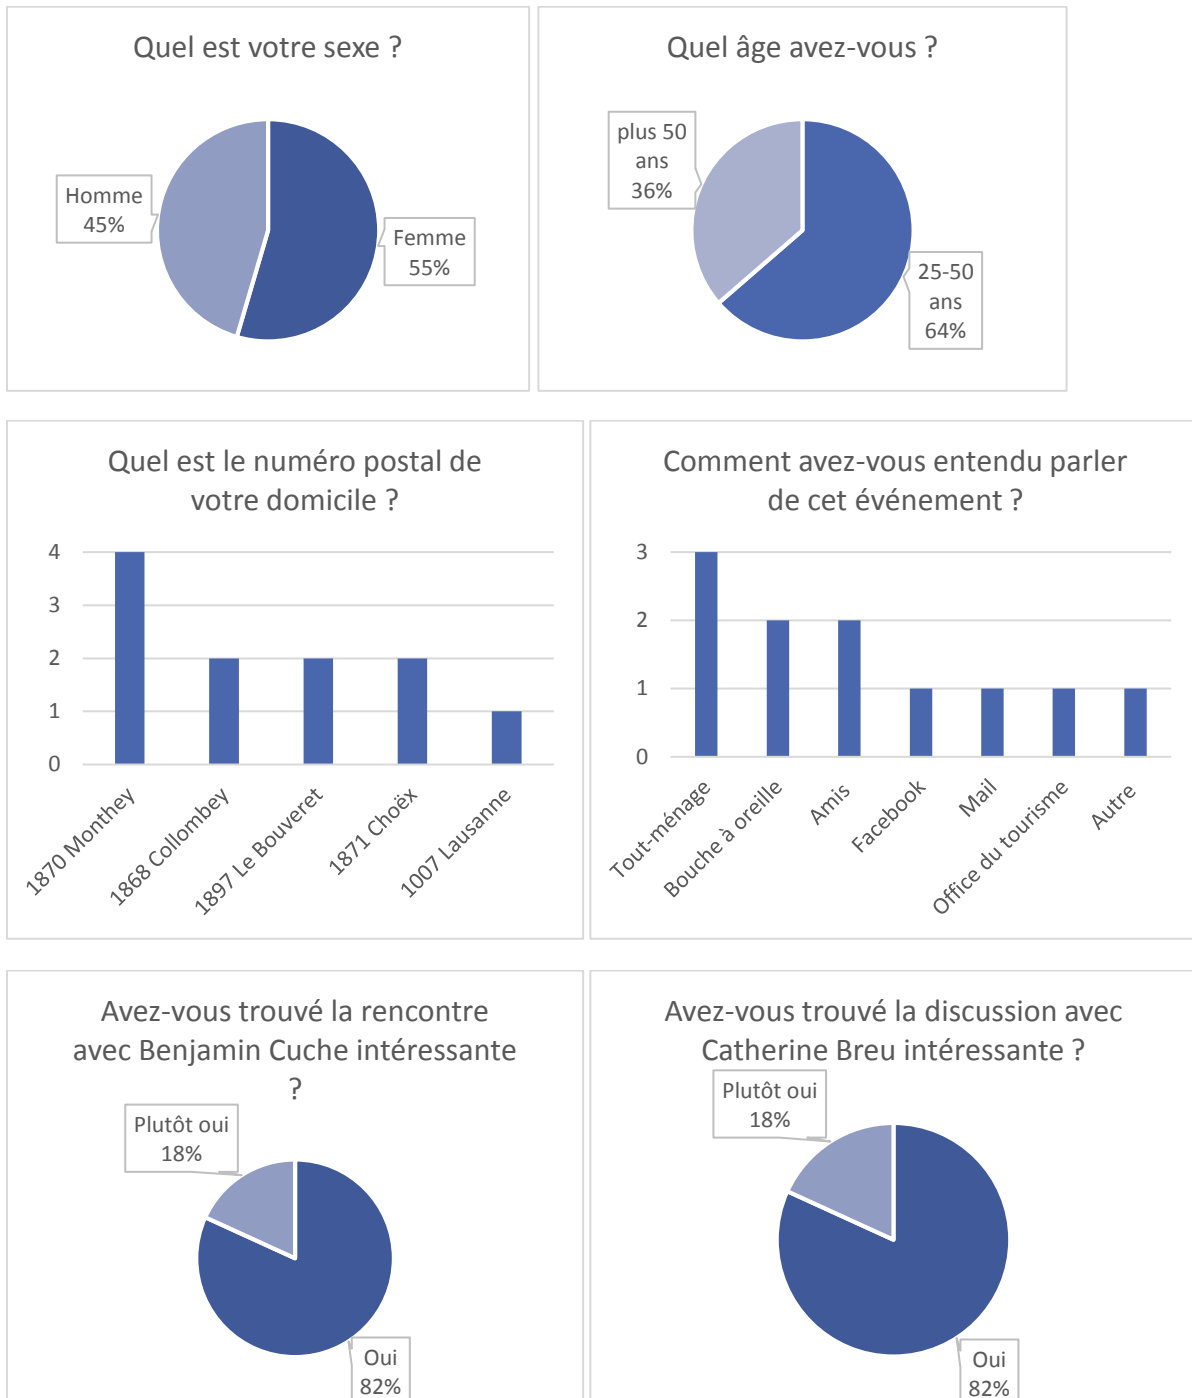 Quel est votre sexe ?
Homme
45%
Femme
55%
Quel âge avez-vous ?
plus 50
ans
36%
25-50
ans
64%
Quel est le numéro postal de
votre domicile ?
4
3
2
1
0
1870 Monthey
1868 Collombey
1897 Le Bouveret
1871 Choëx
1007 Lausanne
Comment avez-vous entendu parler
de cet événement ?
3
2
1
0
Tout-ménage
Bouche à oreille
Amis
Facebook
Mail
Office du tourisme
Autre
Avez-vous trouvé la rencontre
avec Benjamin Cuche intéressante
?
Plutôt oui
18%
Oui
82%
Avez-vous trouvé la discussion avec
Catherine Breu intéressante ?
Plutôt oui
18%
Oui
82%